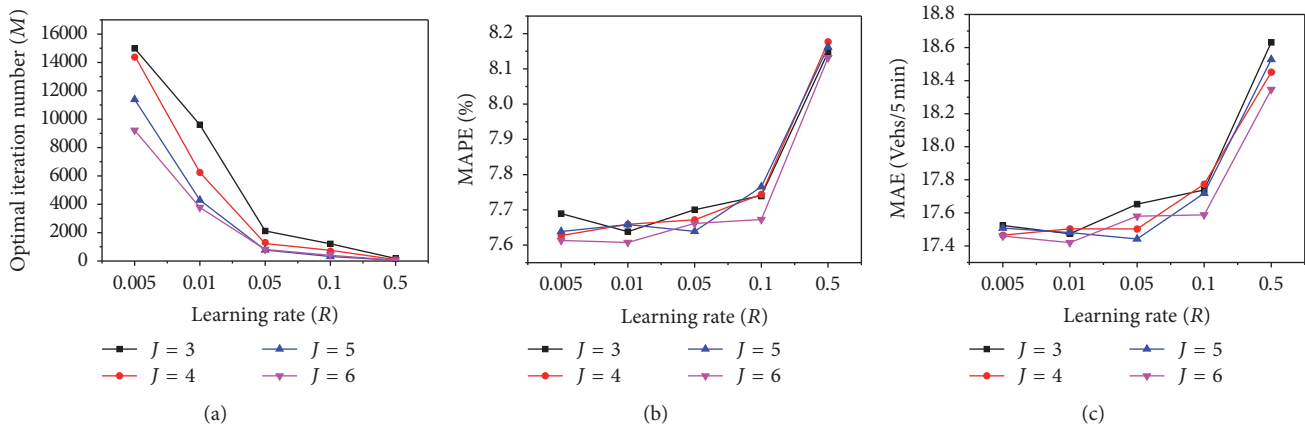 Optimal iteration number (M)
16000
14000
12000
10000
8000
6000
4000
2000
0
0.005 0.01 0.05 0.1 0.5
Learning rate (R)
J = 3 J = 5
J = 4 J = 6
(a)
MAPE (%)
8.2
8.1
8.0
7.9
7.8
7.7
7.6
0.005 0.01 0.05 0.1 0.5
Learning rate (R)
J = 3 J = 5
J = 4 J = 6
(b)
MAE (Vehs/5 min)
18.8
18.6
18.4
18.2
18.0
17.8
17.6
17.4
0.005 0.01 0.05 0.1 0.5
Learning rate (R)
J = 3 J = 5
J = 4 J = 6
(c)